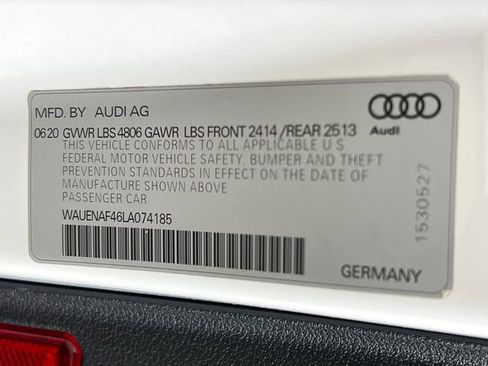 MFD. BY AUDI AG
06 20 GVWR LBS 4806 GAWR LBS FRONT 2414 / REAR 2513
THIS VEHICLE CONFORMS TO ALL APPLICABLE U S
FEDERAL MOTOR VEHICLE SAFETY, BUMPER AND THEFT
PREVENTION STANDARDS IN EFFECT ON THE DATE OF
MANUFACTURE SHOWN ABOVE
PASSENGER CAR
WAUENAF46LA074185
Audi
1530527
GERMANY